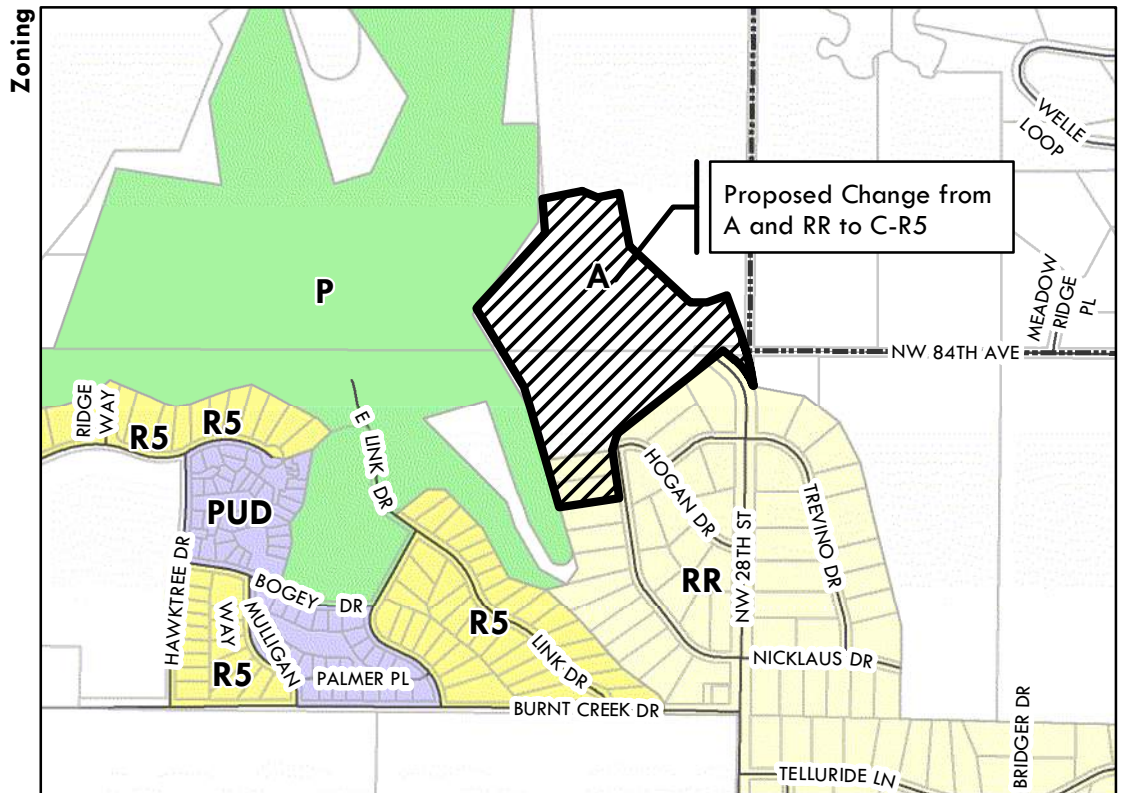 Zoning
WELLE
LOOP
Proposed Change from
A and RR to C-R5
A
P
MEADOW
RIDGE
PL
NW 84TH AVE
RIDGE
WAY
R5
R5
E LINK DR
HOGAN DR
TREVINO DR
PUD
NW 28TH ST
RR
HAWKTREE DR
BOGEY DR
WAY
MULLIGAN
R5
R5
LINK DR
NICKLAUS DR
PALMER PL
BURNT CREEK DR
BRIDGER DR
TELLURIDE LN